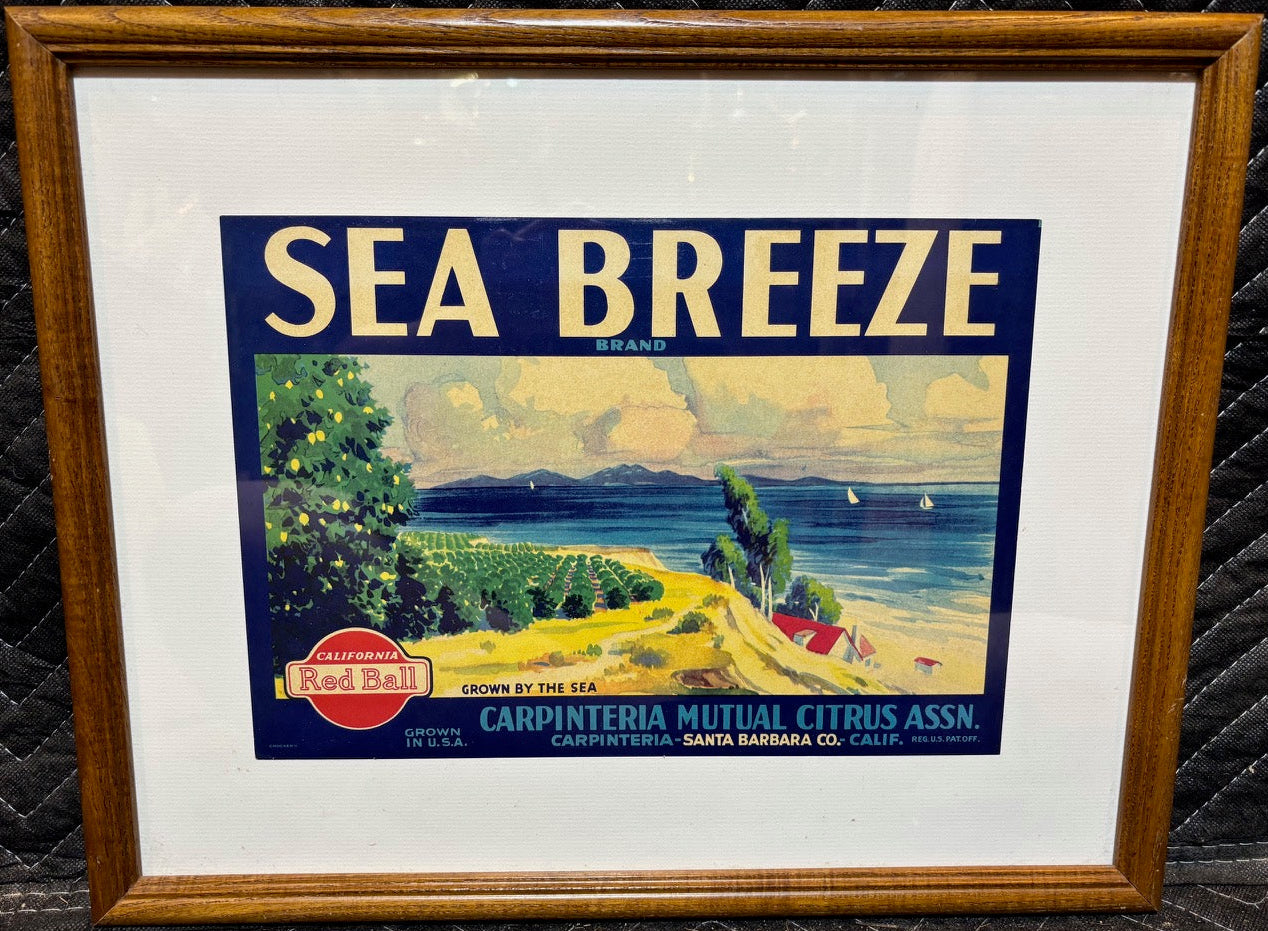 SEA BREEZE
BRAND
CALIFORNIA
Red Ball
GROWN BY THE SEA
GROWN
IN U.S.A.
CARPINTERIA MUTUAL CITRUS ASSN.
CARPINTERIA-SANTA BARBARA CO.-CALIF. REG. U.S. PAT. OFF.